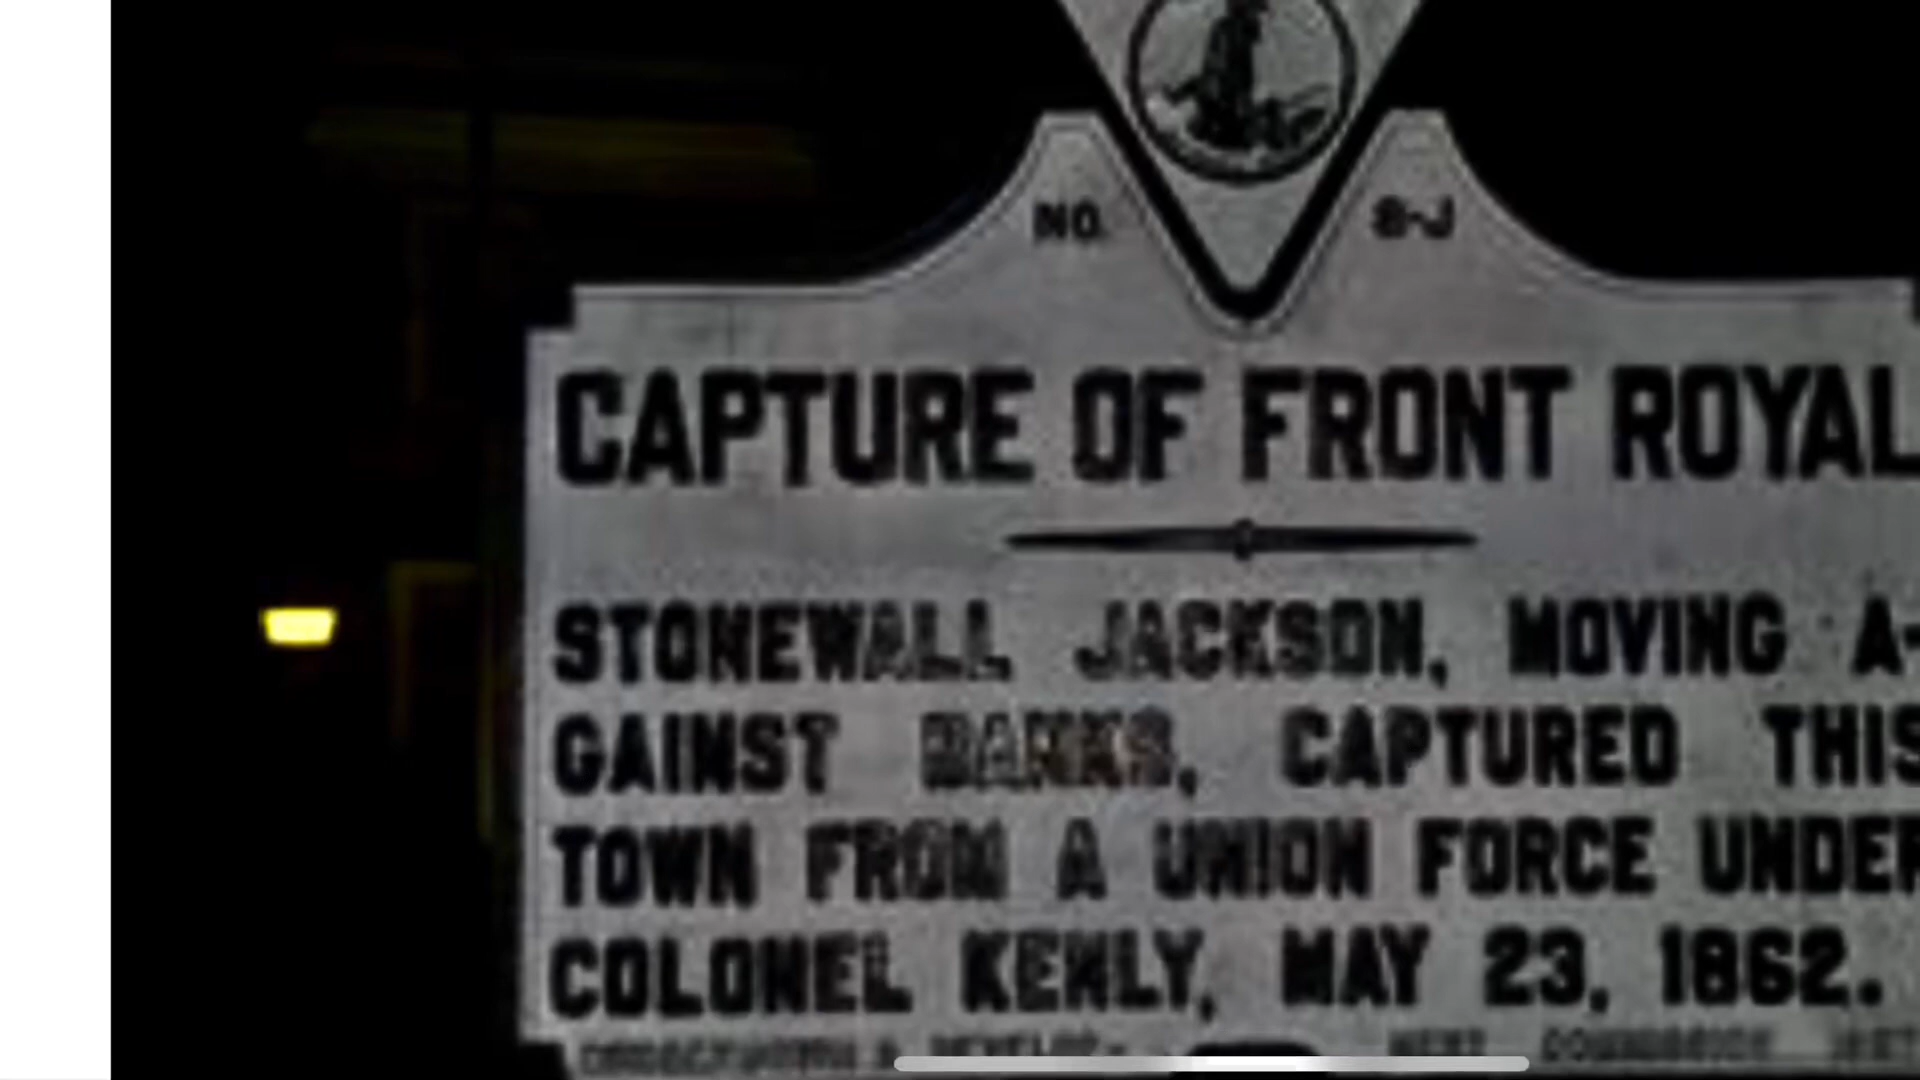 NO. 8-J
CAPTURE OF FRONT ROYAL
STONEWALL JACKSON, MOVING A-
GAINST BANKS, CAPTURED THIS
TOWN FROM A UNION FORCE UNDER
COLONEL KENLY, MAY 23, 1862.